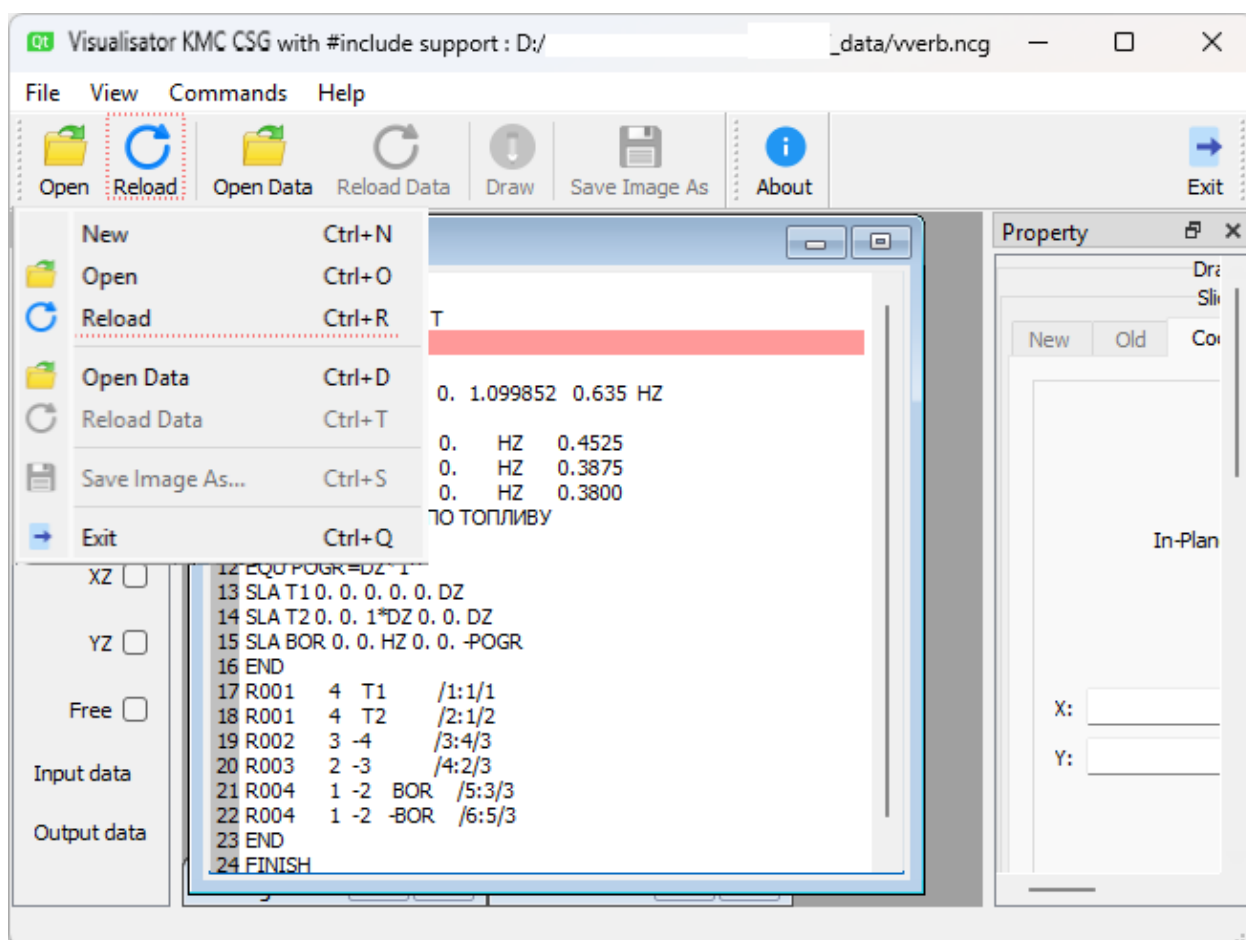 Visualisator KMC CSG with #include support : D:/ _data/vverb.ncg
File View Commands Help
Open Reload Open Data Reload Data Draw Save Image As About Exit
New Ctrl+N
Open Ctrl+O
Reload Ctrl+R
Open Data Ctrl+D
Reload Data Ctrl+T
Save Image As... Ctrl+S
Exit Ctrl+Q
T
0. 1.099852 0.635 HZ
0. HZ 0.4525
0. HZ 0.3875
0. HZ 0.3800
ПО ТОПЛИВУ
12 EQU POGR=DZ*1**
13 SLA T1 0. 0. 0. 0. 0. DZ
14 SLA T2 0. 0. 1*DZ 0. 0. DZ
15 SLA BOR 0. 0. HZ 0. 0. -POGR
16 END
17 R001 4 T1 /1:1/1
18 R001 4 T2 /2:1/2
19 R002 3 -4 /3:4/3
20 R003 2 -3 /4:2/3
21 R004 1 -2 BOR /5:3/3
22 R004 1 -2 -BOR /6:5/3
23 END
24 FINISH
XZ
YZ
Free
Input data
Output data
Property
New Old
In-Plan
X:
Y: